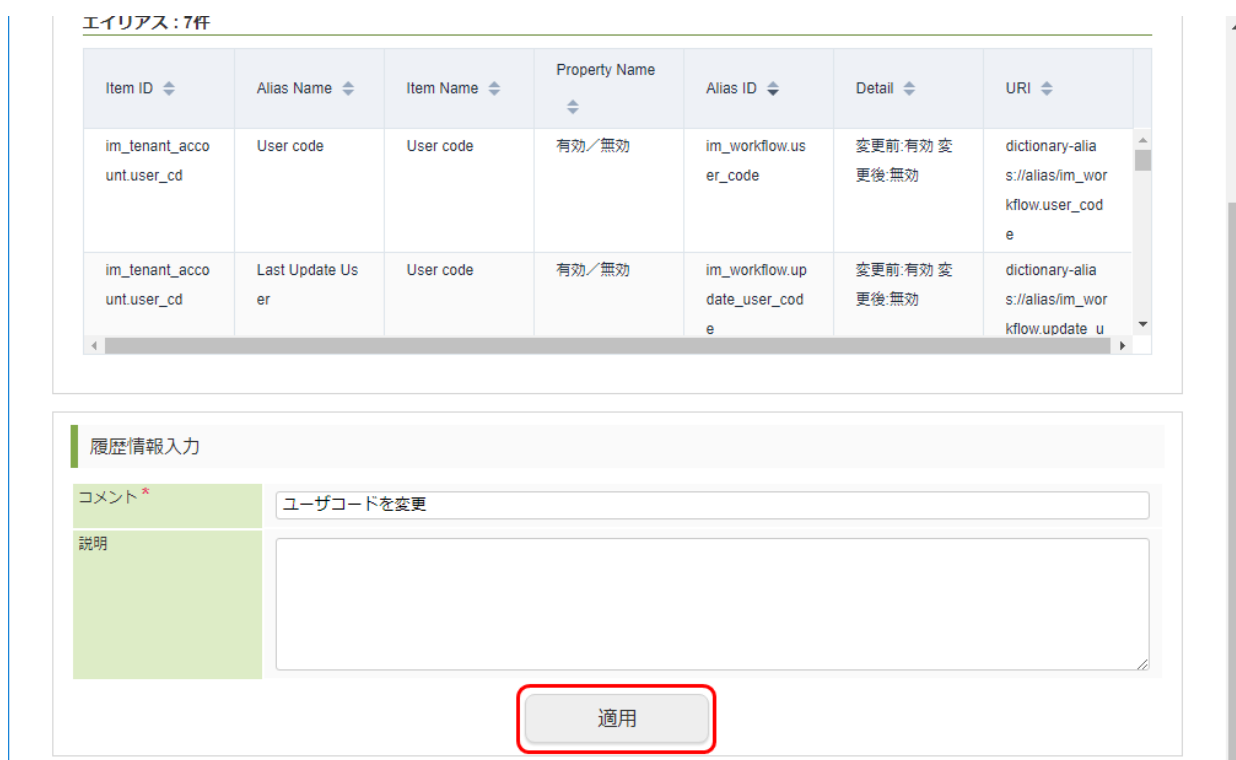 エイリアス : 7件
Item ID
Alias Name
Item Name
Property Name
Alias ID
Detail
URI
im_tenant_acco
unt.user_cd
User code
User code
有効／無効
im_workflow.us
er_code
変更前:有効 変
更後:無効
dictionary-alia
s://alias/im_wor
kflow.user_cod
e
im_tenant_acco
unt.user_cd
Last Update Us
er
User code
有効／無効
im_workflow.up
date_user_cod
e
変更前:有効 変
更後:無効
dictionary-alia
s://alias/im_wor
kflow.update_u
履歴情報入力
コメント *
ユーザコードを変更
説明
適用